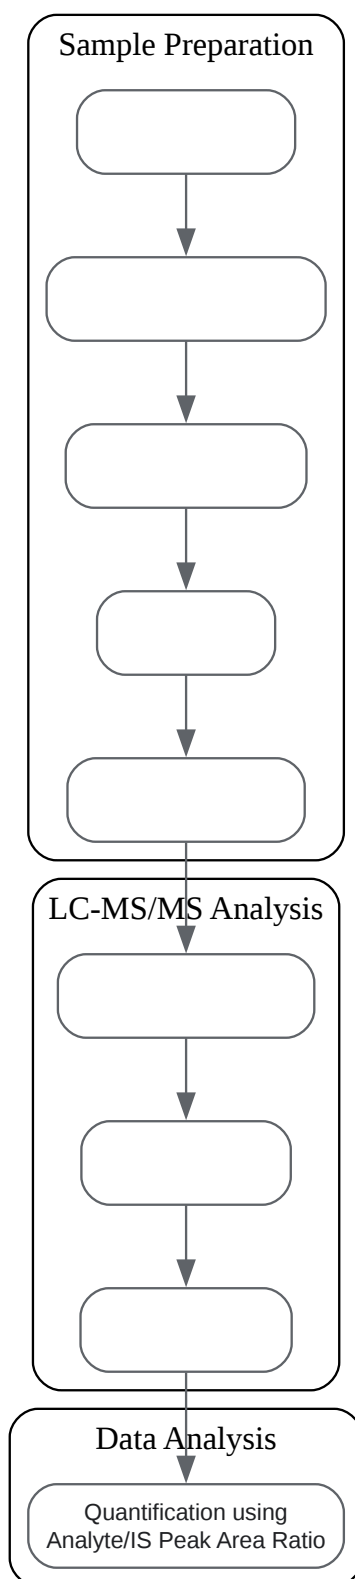 Sample Preparation
LC-MS/MS Analysis
Data Analysis
Quantification using
Analyte/IS Peak Area Ratio